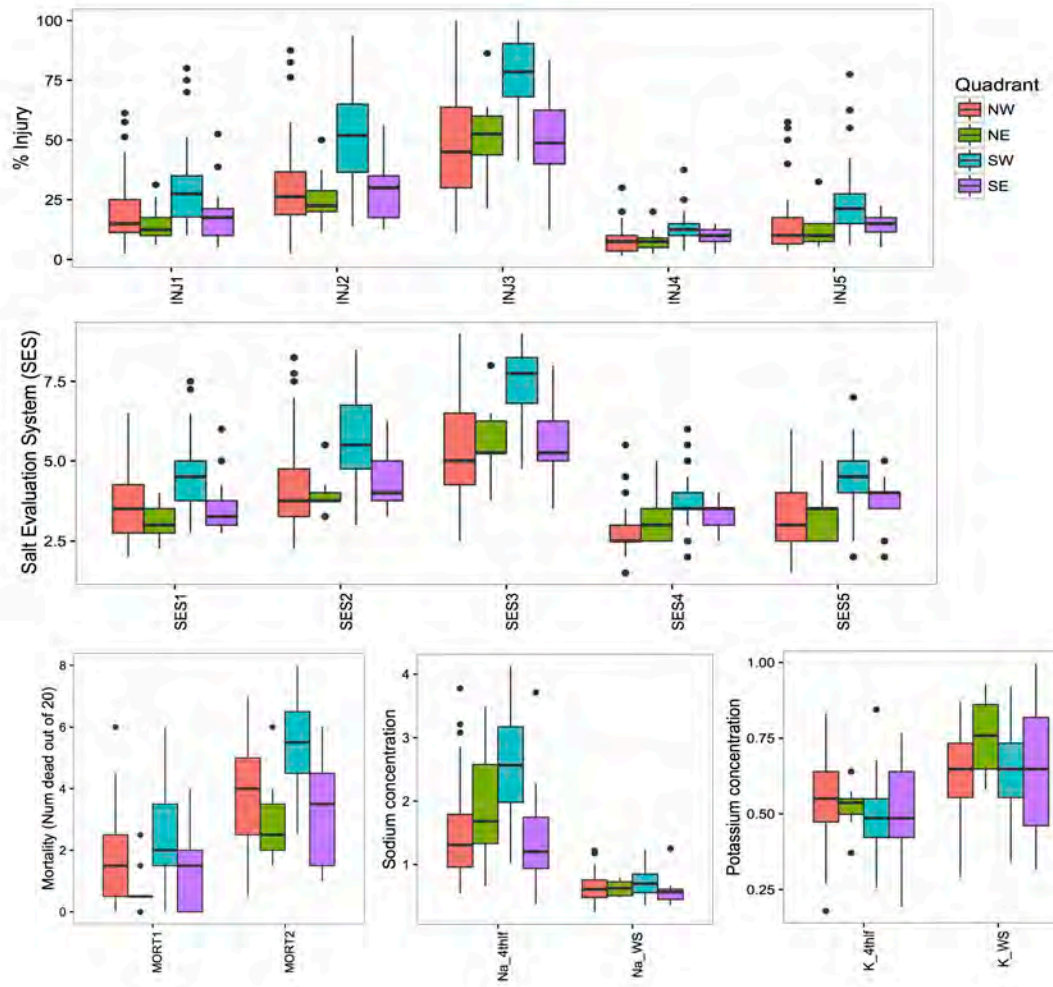 100
75
50
25
0
% Injury
INJ1
INJ2
INJ3
INJ4
INJ5
Quadrant
NW
NE
SW
SE
7.5
5.0
2.5
Salt Evaluation System (SES)
SES1
SES2
SES3
SES4
SES5
8
6
4
2
0
Mortality (Num dead out of 20)
MORT1
MORT2
4
3
2
1
Sodium concentration
Na_4thlf
Na_WS
1.00
0.75
0.50
0.25
Potassium concentration
K_4thlf
K_WS